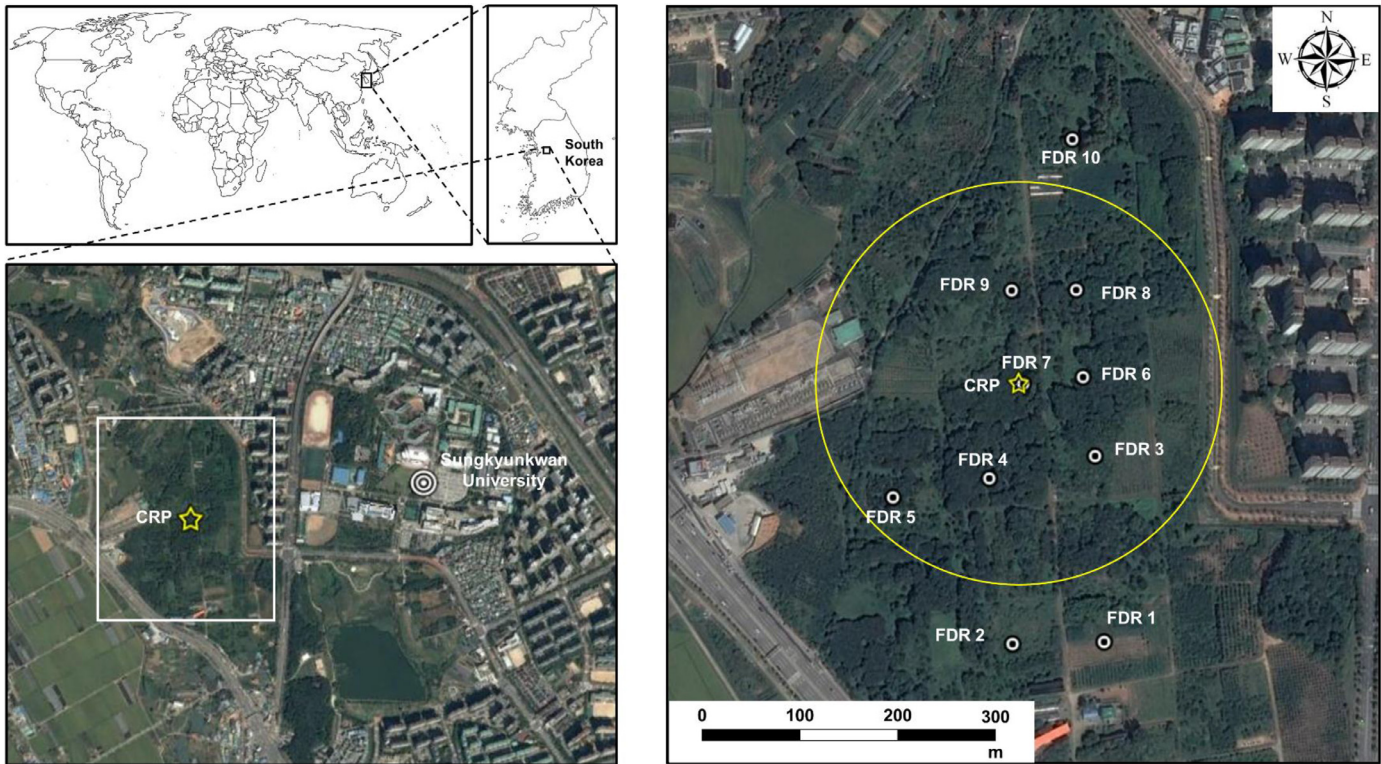 South
Korea
Sungkyunkwan
University
CRP
N
W
E
S
FDR 10
FDR 9
FDR 8
FDR 7
CRP
FDR 6
FDR 4
FDR 3
FDR 5
FDR 2
FDR 1
0 100 200 300
m